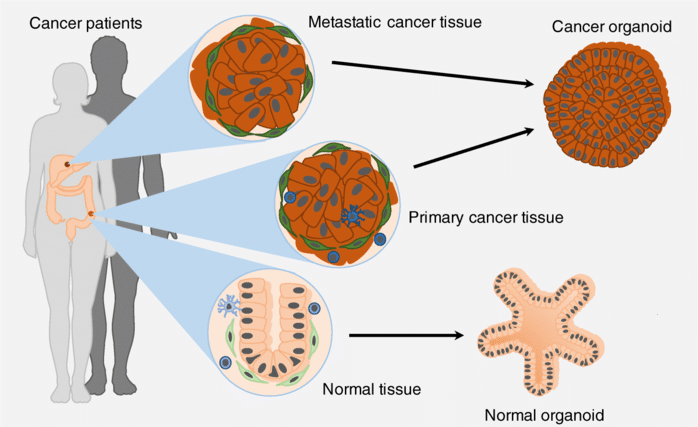 Cancer patients
Metastatic cancer tissue
Cancer organoid
Primary cancer tissue
Normal tissue
Normal organoid